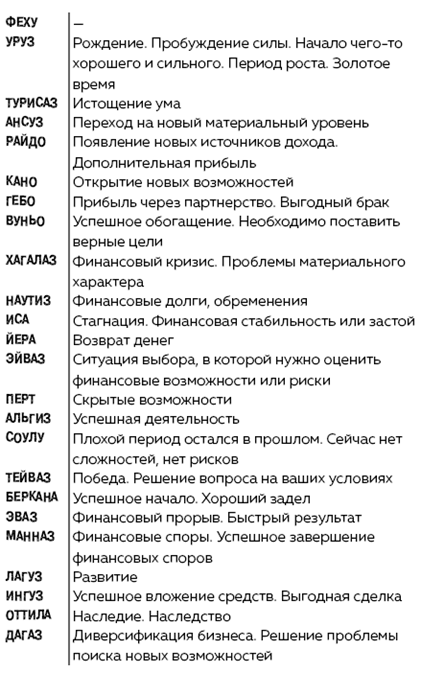 ФЕХУ —
УРУЗ Рождение. Пробуждение силы. Начало чего-то
хорошего и сильного. Период роста. Золотое
время
ТУРИСАЗ Истощение ума
АНСУЗ Переход на новый материальный уровень
РАЙДО Появление новых источников дохода.
Дополнительная прибыль
КАНО Открытие новых возможностей
ГЕБО Прибыль через партнерство. Выгодный брак
ВУНЬО Успешное обогащение. Необходимо поставить
верные цели
ХАГАЛАЗ Финансовый кризис. Проблемы материального
характера
НАУТИЗ Финансовые долги, обременения
ИСА Стагнация. Финансовая стабильность или застой
ЙЕРА Возврат денег
ЭЙВАЗ Ситуация выбора, в которой нужно оценить
финансовые возможности или риски
ПЕРТ Скрытые возможности
АЛЬГИЗ Успешная деятельность
СОУЛУ Плохой период остался в прошлом. Сейчас нет
сложностей, нет рисков
ТЕЙВАЗ Победа. Решение вопроса на ваших условиях
БЕРКАНА Успешное начало. Хороший задел
ЭВАЗ Финансовый прорыв. Быстрый результат
МАННАЗ Финансовые споры. Успешное завершение
финансовых споров
ЛАГУЗ Развитие
ИНГУЗ Успешное вложение средств. Выгодная сделка
ОТТИЛА Наследие. Наследство
ДАГАЗ Диверсификация бизнеса. Решение проблемы
поиска новых возможностей